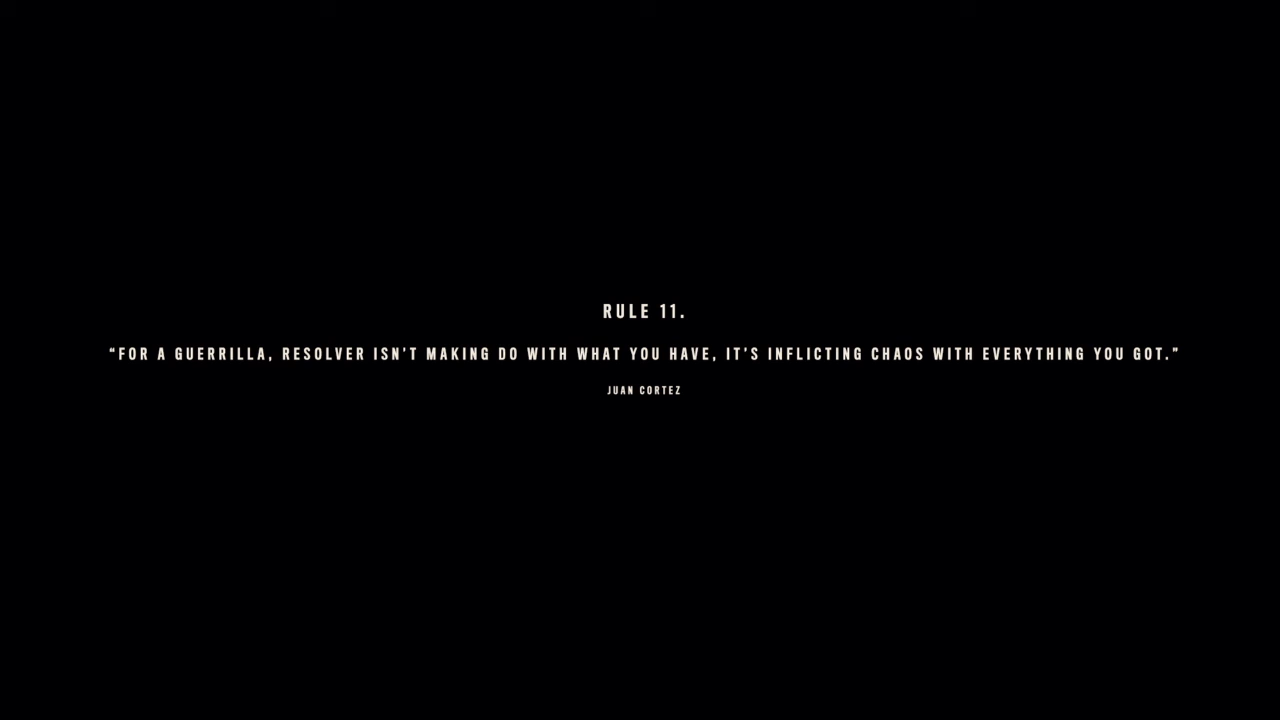 RULE 11.
“FOR A GUERRILLA, RESOLVER ISN’T MAKING DO WITH WHAT YOU HAVE, IT’S INFLICTING CHAOS WITH EVERYTHING YOU GOT.”
JUAN CORTEZ